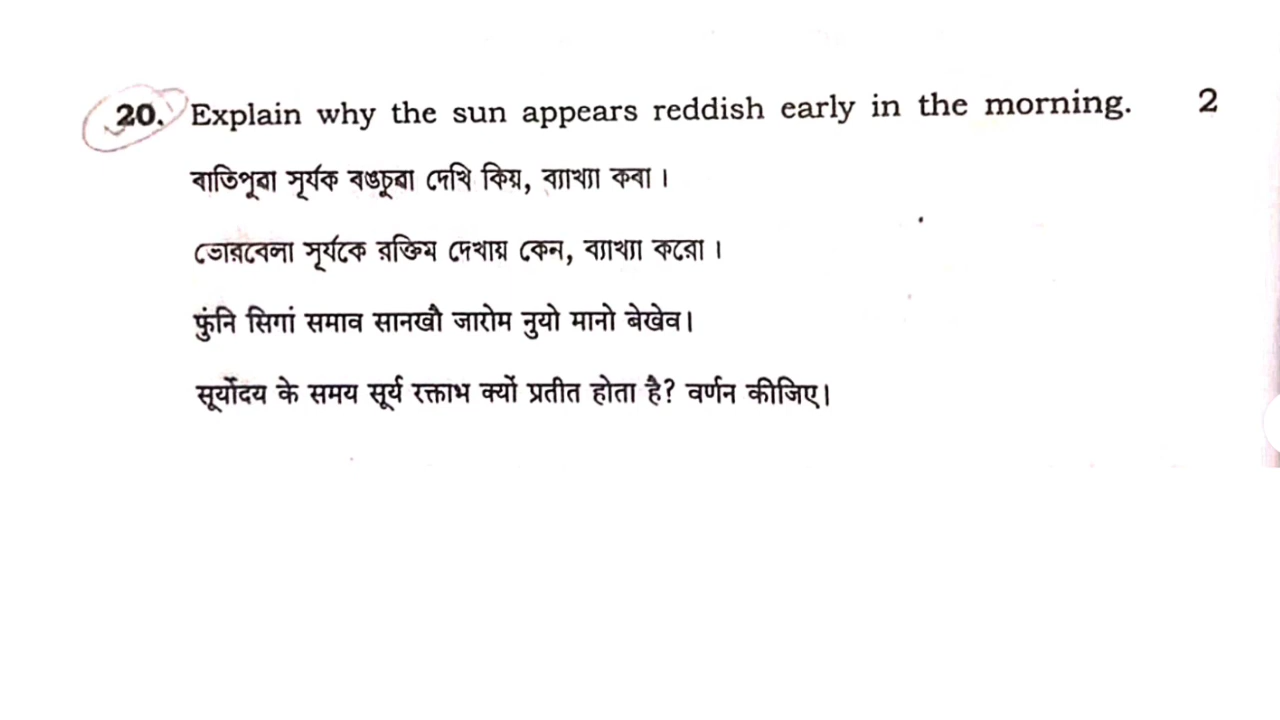 20. Explain why the sun appears reddish early in the morning. 2
ৰাতিপুৱা সূৰ্যক ৰঙচুৱা দেখি কিয়, ব্যাখ্যা কৰা ।
ভোরবেলা সূর্যকে রক্তিম দেখায় কেন, ব্যাখ্যা করো ।
फुंनि सिगां समाव सानखौ जारोम नुयो मानो बेखेव।
सूर्योदय के समय सूर्य रक्ताभ क्यों प्रतीत होता है? वर्णन कीजिए।